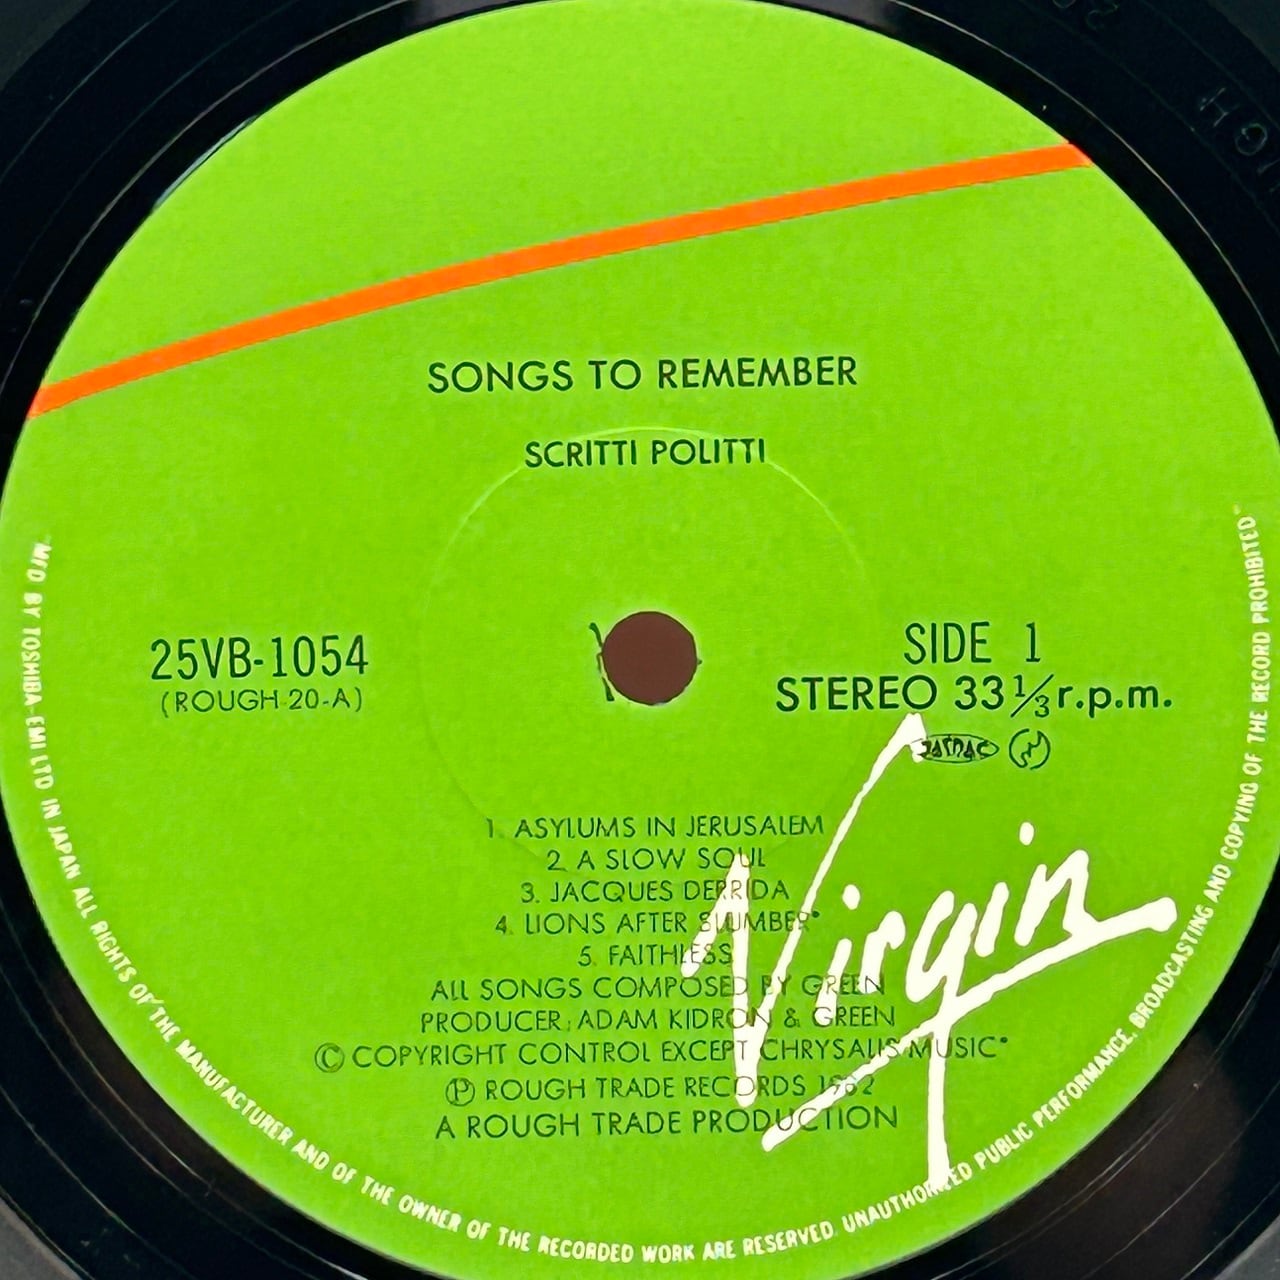 SONGS TO REMEMBER
SCRITTI POLITTI
25VB-1054
(ROUGH 20-A)
SIDE 1
STEREO 33 1/3 r.p.m.
JASRAC
1. ASYLUMS IN JERUSALEM
2. A SLOW SOUL
3. JACQUES DERRIDA
4. LIONS AFTER SLUMBER*
5. FAITHLESS
ALL SONGS COMPOSED BY GREEN
PRODUCER: ADAM KIDRON & GREEN
© COPYRIGHT CONTROL EXCEPT CHRYSALIS MUSIC*
℗ ROUGH TRADE RECORDS 1982
A ROUGH TRADE PRODUCTION
Virgin
"MFD BY TOSHIBA-EMI LTD IN JAPAN ALL RIGHTS OF THE MANUFACTURER AND OF THE OWNER OF THE RECORDED WORK ARE RESERVED. UNAUTHORIZED PUBLIC PERFORMANCE, BROADCASTING AND COPYING OF THE RECORD PROHIBITED"